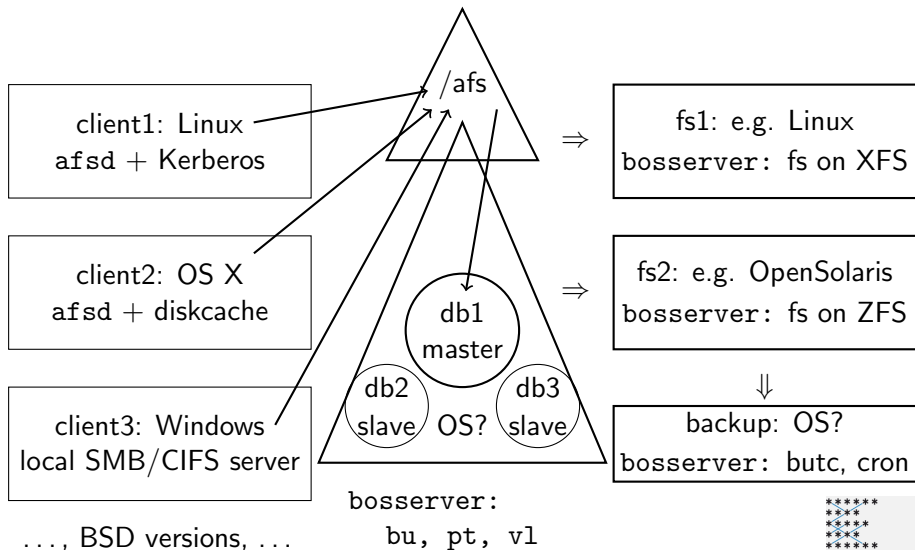 /afs
client1: Linux
afsd + Kerberos
client2: OS X
afsd + diskcache
client3: Windows
local SMB/CIFS server
..., BSD versions, ...
db1
master
db2
slave
OS?
db3
slave
bosserver:
bu, pt, vl
⇒
fs1: e.g. Linux
bosserver: fs on XFS
⇒
fs2: e.g. OpenSolaris
bosserver: fs on ZFS
⇓
backup: OS?
bosserver: butc, cron
******
****
*****
****
******